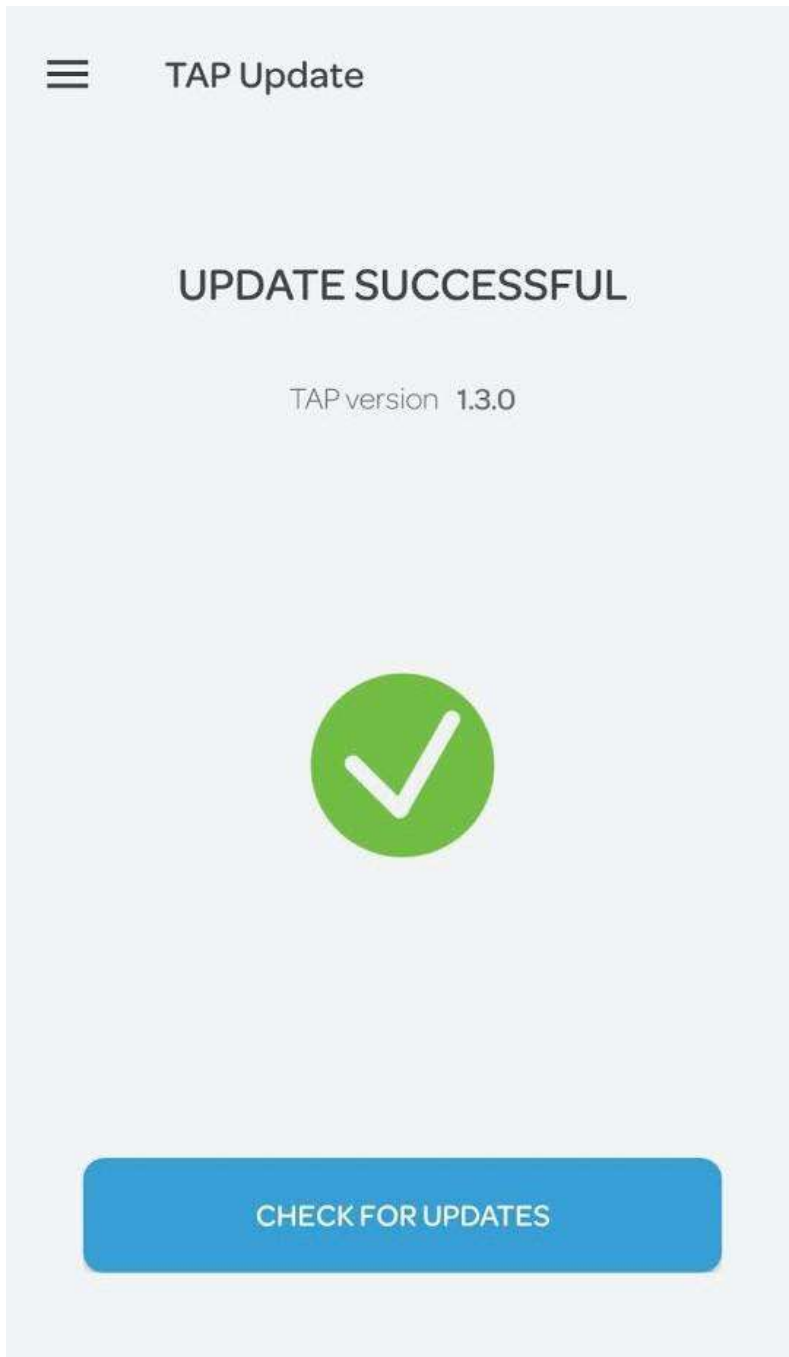 TAP Update
UPDATE SUCCESSFUL
TAP version 1.3.0
CHECK FOR UPDATES